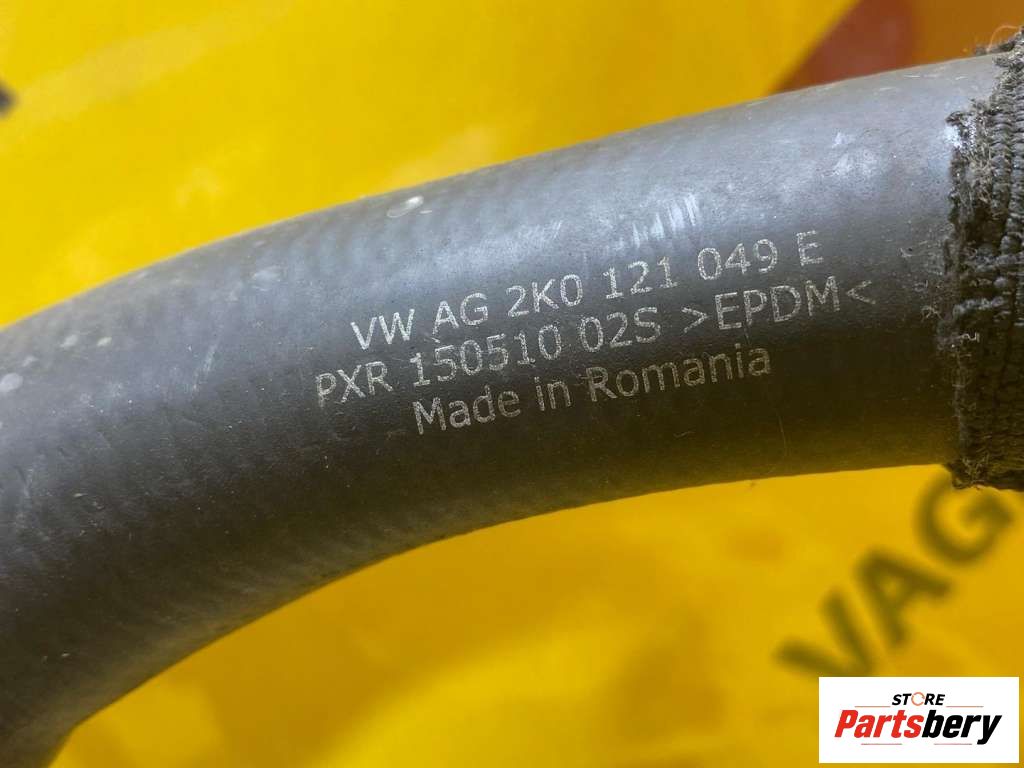 VW AG 2K0 121 049 E
PXR 150510 02S >EPDM<
Made in Romania
VAG
STORE
Partsbery